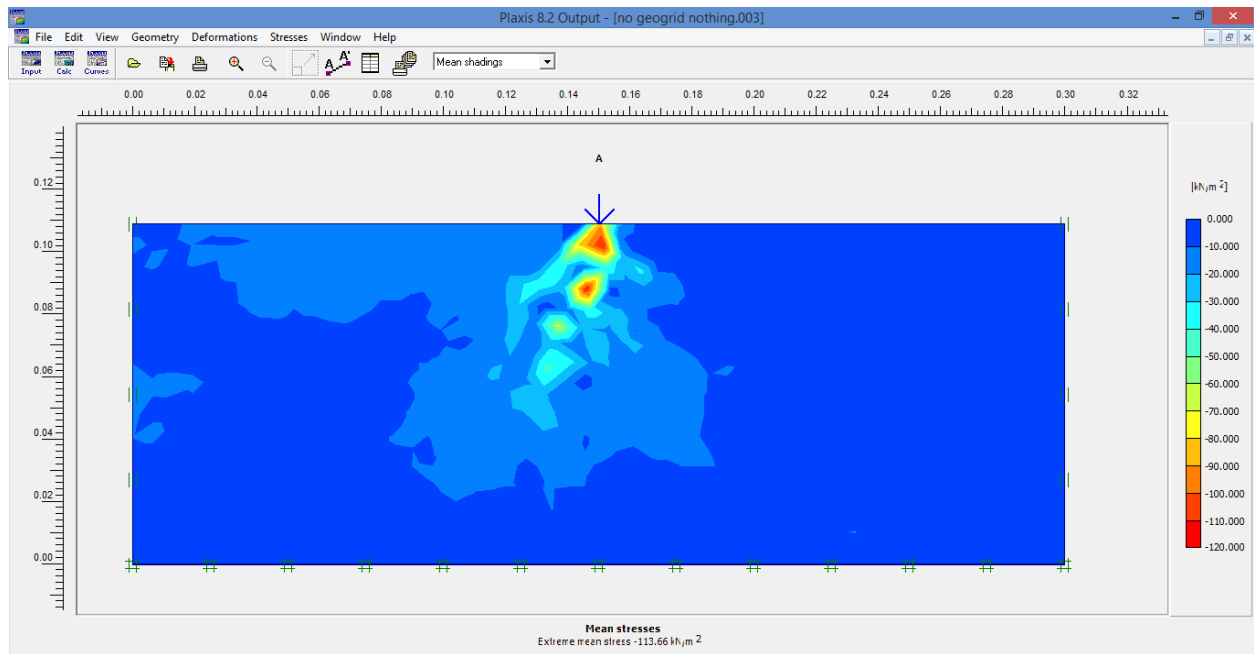 Plaxis 8.2 Output - [no geogrid nothing.003]
File Edit View Geometry Deformations Stresses Window Help
Input Calc Curves Mean shadings
0.00 0.02 0.04 0.06 0.08 0.10 0.12 0.14 0.16 0.18 0.20 0.22 0.24 0.26 0.28 0.30 0.32
A
0.12
0.10
0.08
0.06
0.04
0.02
0.00
[kN/m 2]
0.000
-10.000
-20.000
-30.000
-40.000
-50.000
-60.000
-70.000
-80.000
-90.000
-100.000
-110.000
-120.000
Mean stresses
Extreme mean stress -113.66 kN/m 2